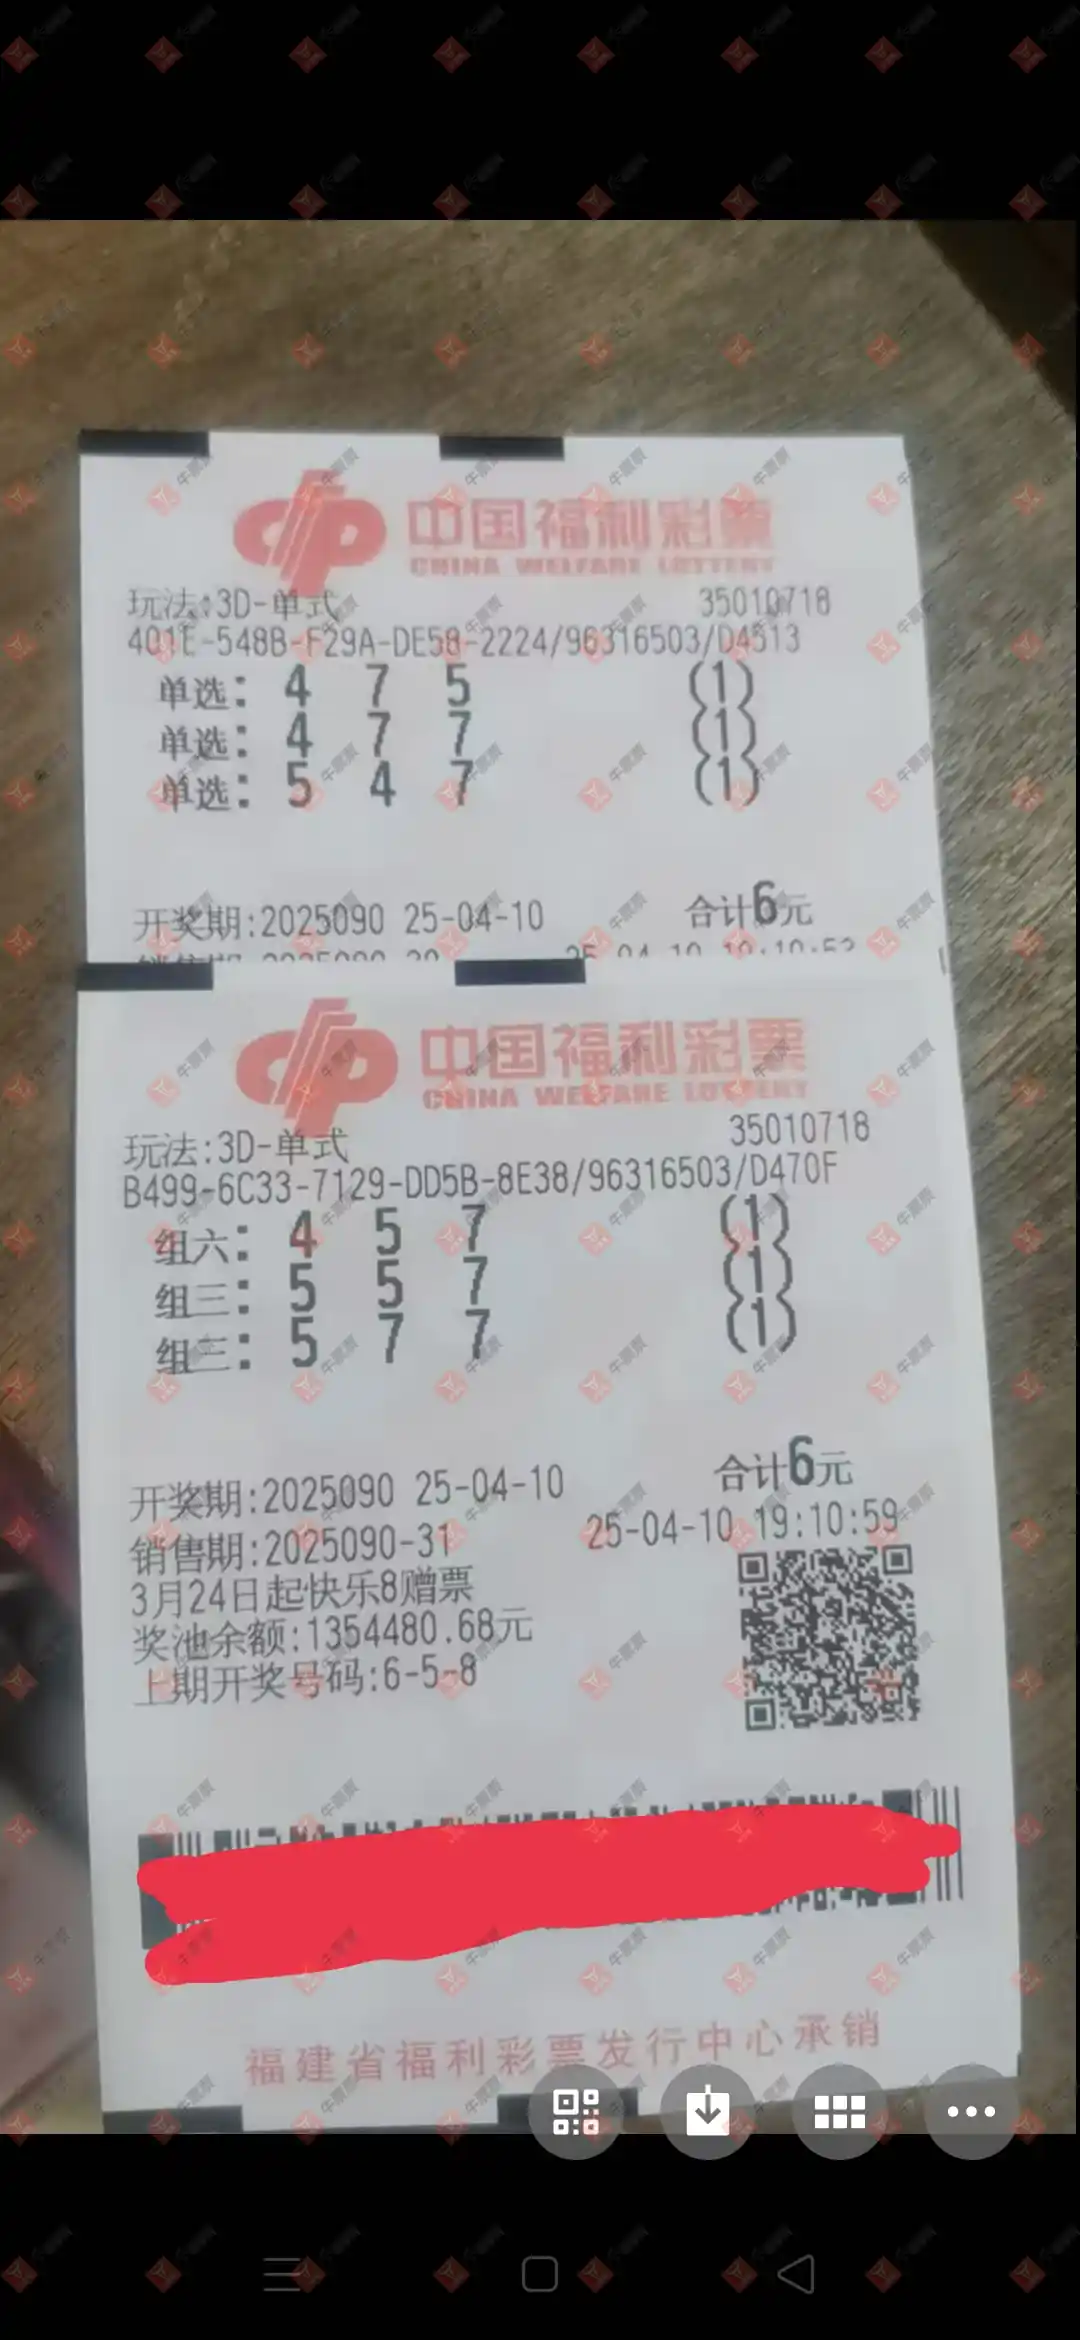 中国福利彩票
CHINA WELFARE LOTTERY
玩法:3D-单式 35010718
401E-548B-F29A-DE58-2224/96316503/D4513
单选: 4 7 5 (1)
单选: 4 7 7 (1)
单选: 5 4 7 (1)
开奖期:2025090 25-04-10 合计6元
中国福利彩票
CHINA WELFARE LOTTERY
玩法:3D-单式 35010718
B499-6C33-7129-DD5B-8E38/96316503/D470F
组六: 4 5 7 (1)
组三: 5 5 7 (1)
组三: 5 7 7 (1)
开奖期:2025090 25-04-10 合计6元
销售期:2025090-31 25-04-10 19:10:59
3月24日起快乐8赠票
奖池余额:1354480.68元
上期开奖号码:6-5-8
福建省福利彩票发行中心承销
牛票票